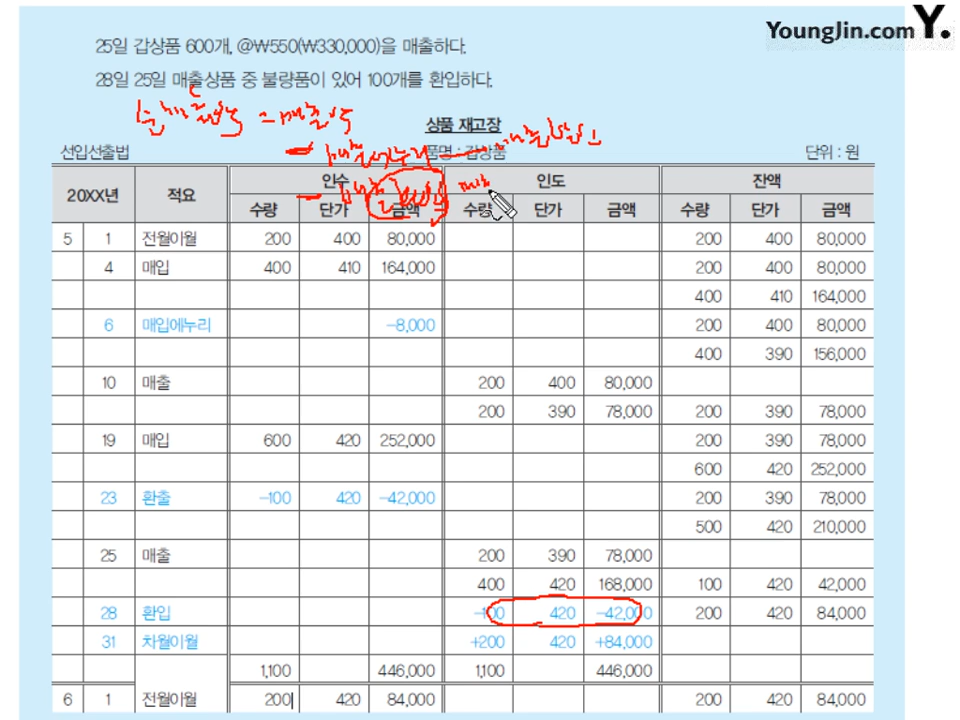 YoungJin.com Y.
25일 갑상품 600개, @₩550(₩330,000)을 매출하다.
28일 25일 매출상품 중 불량품이 있어 100개를 환입하다.
상품 재고장
선입선출법 품명 : 갑상품 단위 : 원
20XX년 적요 인수 인도 잔액
수량 단가 금액 수량 단가 금액 수량 단가 금액
5 1 전월이월 200 400 80,000 200 400 80,000
4 매입 400 410 164,000 200 400 80,000
400 410 164,000
6 매입에누리 -8,000 200 400 80,000
400 390 156,000
10 매출 200 400 80,000
200 390 78,000 200 390 78,000
19 매입 600 420 252,000 200 390 78,000
600 420 252,000
23 환출 -100 420 -42,000 200 390 78,000
500 420 210,000
25 매출 200 390 78,000
400 420 168,000 100 420 42,000
28 환입 -100 420 -42,000 200 420 84,000
31 차월이월 +200 420 +84,000
1,100 446,000 1,100 446,000
6 1 전월이월 200 420 84,000 200 420 84,000